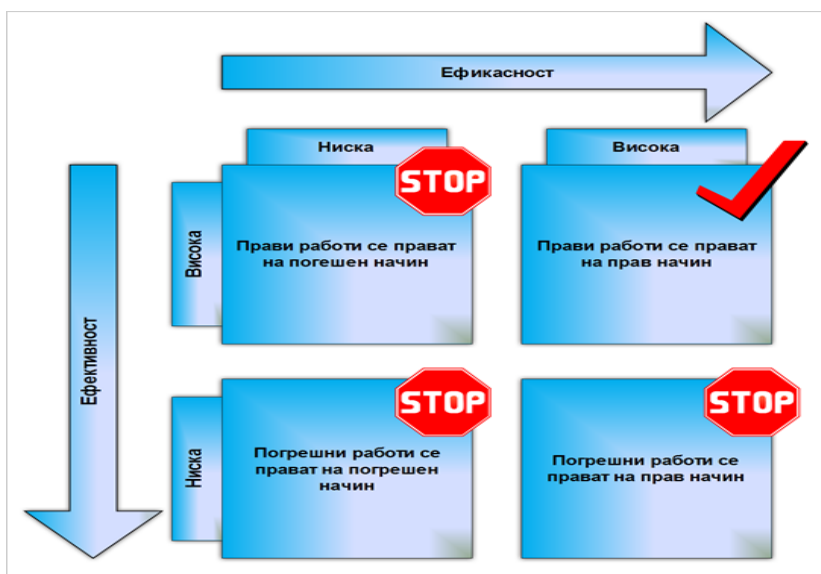 Ефикасност
Ниска
Висока
STOP
Висока
Прави работи се прават
на погешен начин
Прави работи се прават
на прав начин
Ефективност
STOP
STOP
Ниска
Погрешни работи се
прават на погрешен
начин
Погрешни работи се
прават на прав начин